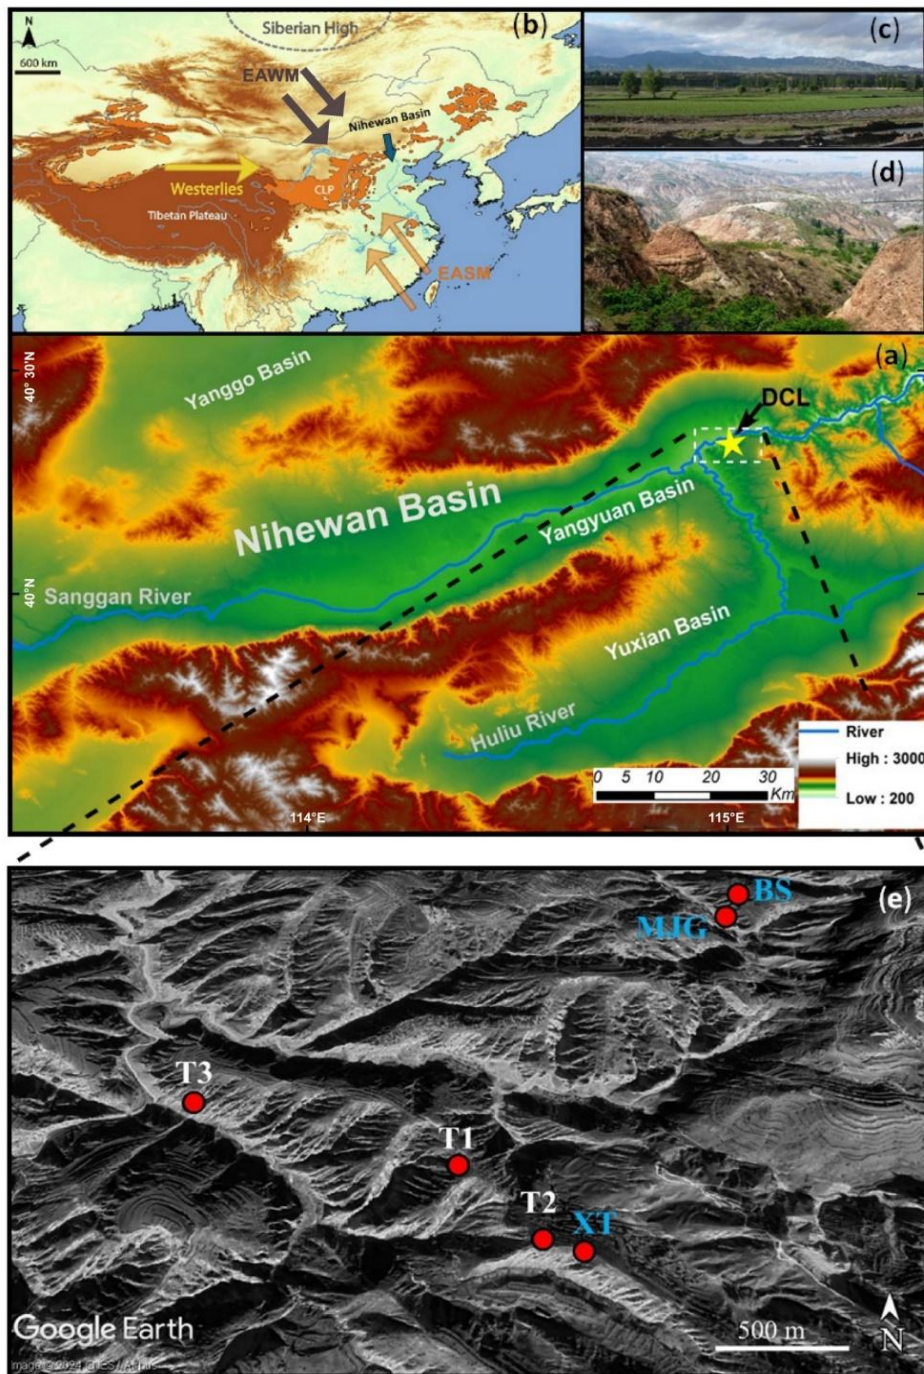 (b)
N
600 km
Siberian High
EAWM
Nihewan Basin
Westerlies
CLP
Tibetan Plateau
EASM
(c)
(d)
(a)
40° 30'N
Yanggo Basin
DCL
Nihewan Basin
Yangyuan Basin
40°N
Sanggan River
Yuxian Basin
Huliu River
River
High : 3000
Low : 200
0 5 10 20 30
Km
114°E
115°E
(e)
BS
MJG
T3
T1
T2
XT
Google Earth
500 m
N